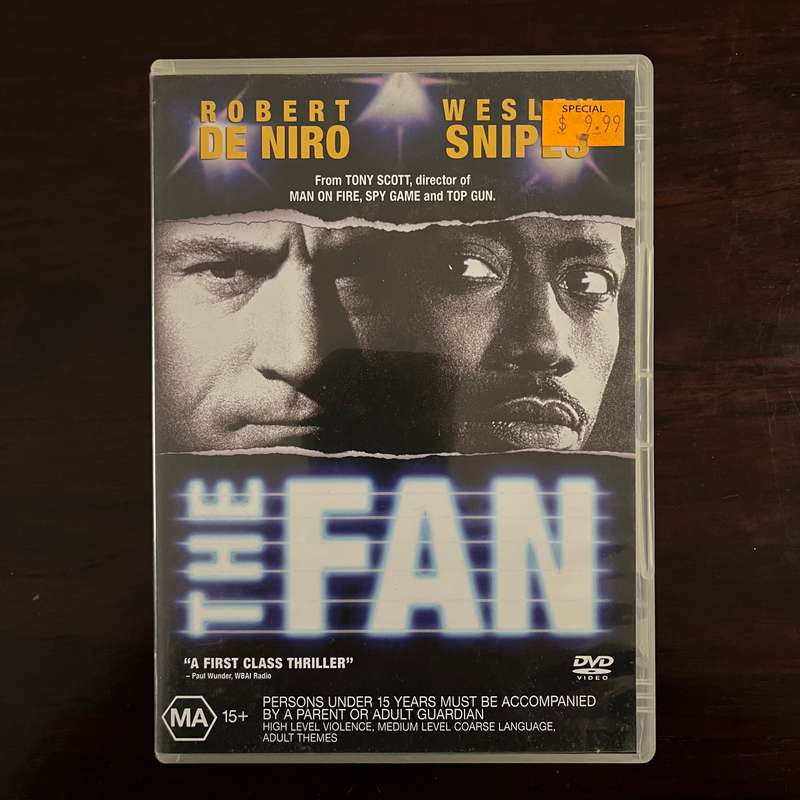 ROBERT
DE NIRO
WESL
SNIPES
SPECIAL
$ 9.99
From TONY SCOTT, director of
MAN ON FIRE, SPY GAME and TOP GUN.
THE FAN
“A FIRST CLASS THRILLER”
– Paul Wunder, WBAI Radio
DVD
VIDEO
MA 15+
PERSONS UNDER 15 YEARS MUST BE ACCOMPANIED
BY A PARENT OR ADULT GUARDIAN
HIGH LEVEL VIOLENCE, MEDIUM LEVEL COARSE LANGUAGE,
ADULT THEMES